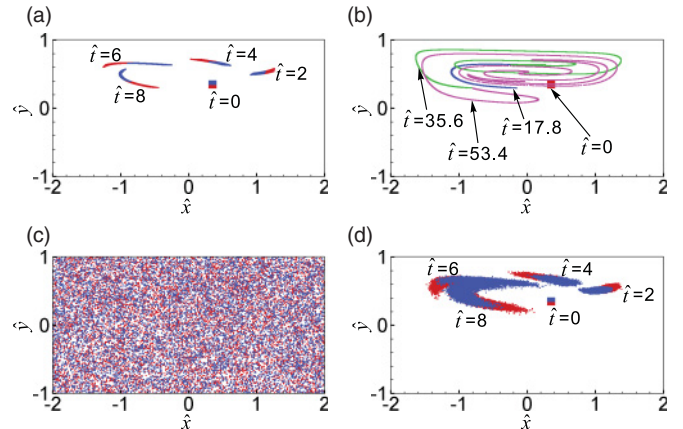 (a)
1
t̂=6
t̂=4
t̂=2
t̂=8
t̂=0
ŷ
0
-1
-2 -1 0 1 2
x̂
(b)
1
t̂=35.6
t̂=53.4
t̂=17.8
t̂=0
ŷ
0
-1
-2 -1 0 1 2
x̂
(c)
1
ŷ
0
-1
-2 -1 0 1 2
x̂
(d)
1
t̂=6
t̂=4
t̂=2
t̂=8
t̂=0
ŷ
0
-1
-2 -1 0 1 2
x̂